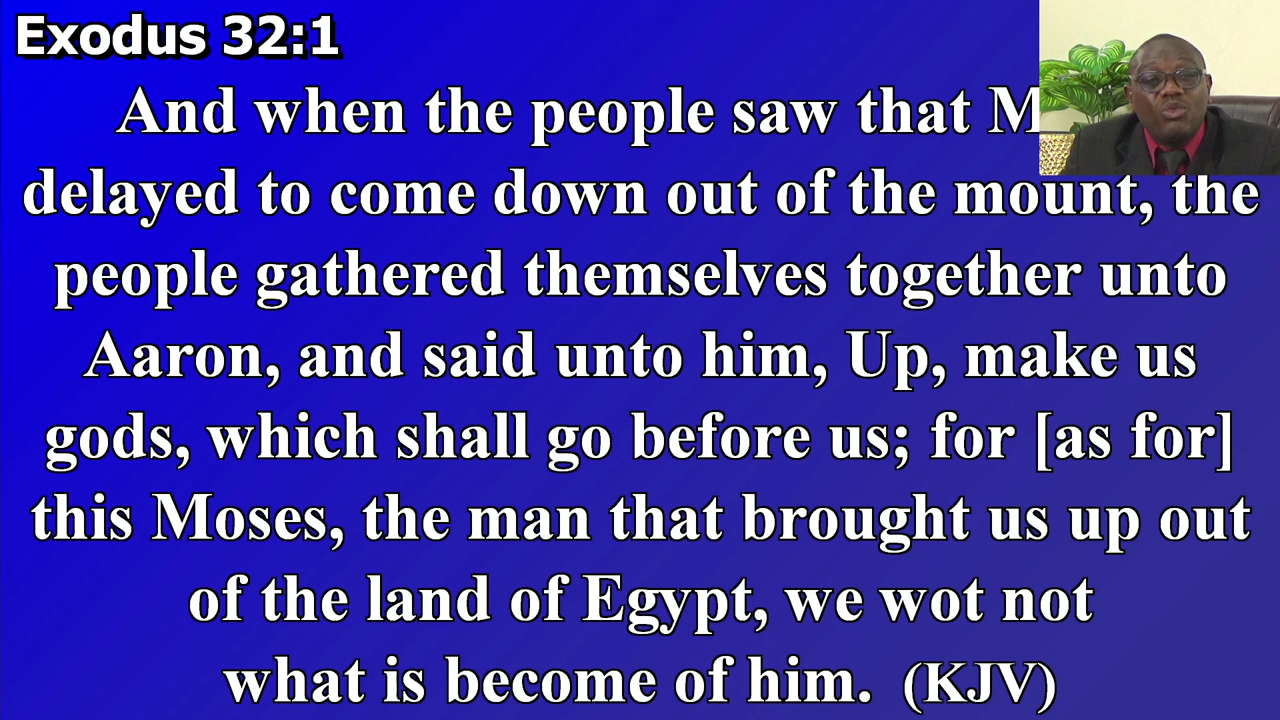 Exodus 32:1
And when the people saw that M
delayed to come down out of the mount, the
people gathered themselves together unto
Aaron, and said unto him, Up, make us
gods, which shall go before us; for [as for]
this Moses, the man that brought us up out
of the land of Egypt, we wot not
what is become of him. (KJV)